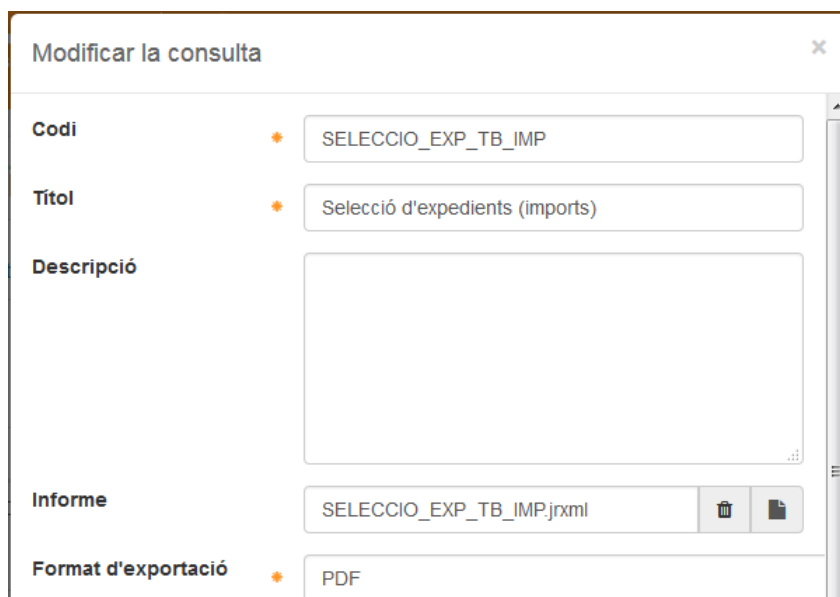 Modificar la consulta ×
Codi * SELECCIO_EXP_TB_IMP
Títol * Selecció d'expedients (imports)
Descripció
Informe SELECCIO_EXP_TB_IMP.jrxml
Format d'exportació * PDF